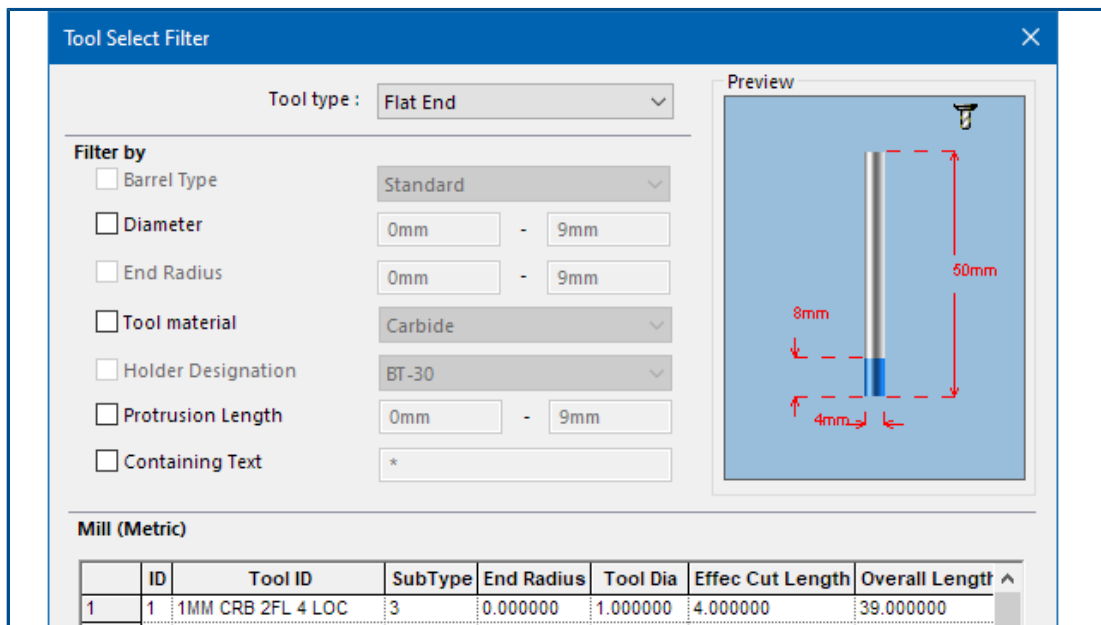 Tool Select Filter
Tool type : Flat End
Preview
Filter by
Barrel Type Standard
Diameter 0mm - 9mm
End Radius 0mm - 9mm
Tool material Carbide
Holder Designation BT-30
Protrusion Length 0mm - 9mm
Containing Text *
50mm
8mm
4mm
Mill (Metric)
ID Tool ID SubType End Radius Tool Dia Effec Cut Length Overall Length
1 1 1MM CRB 2FL 4 LOC 3 0.000000 1.000000 4.000000 39.000000